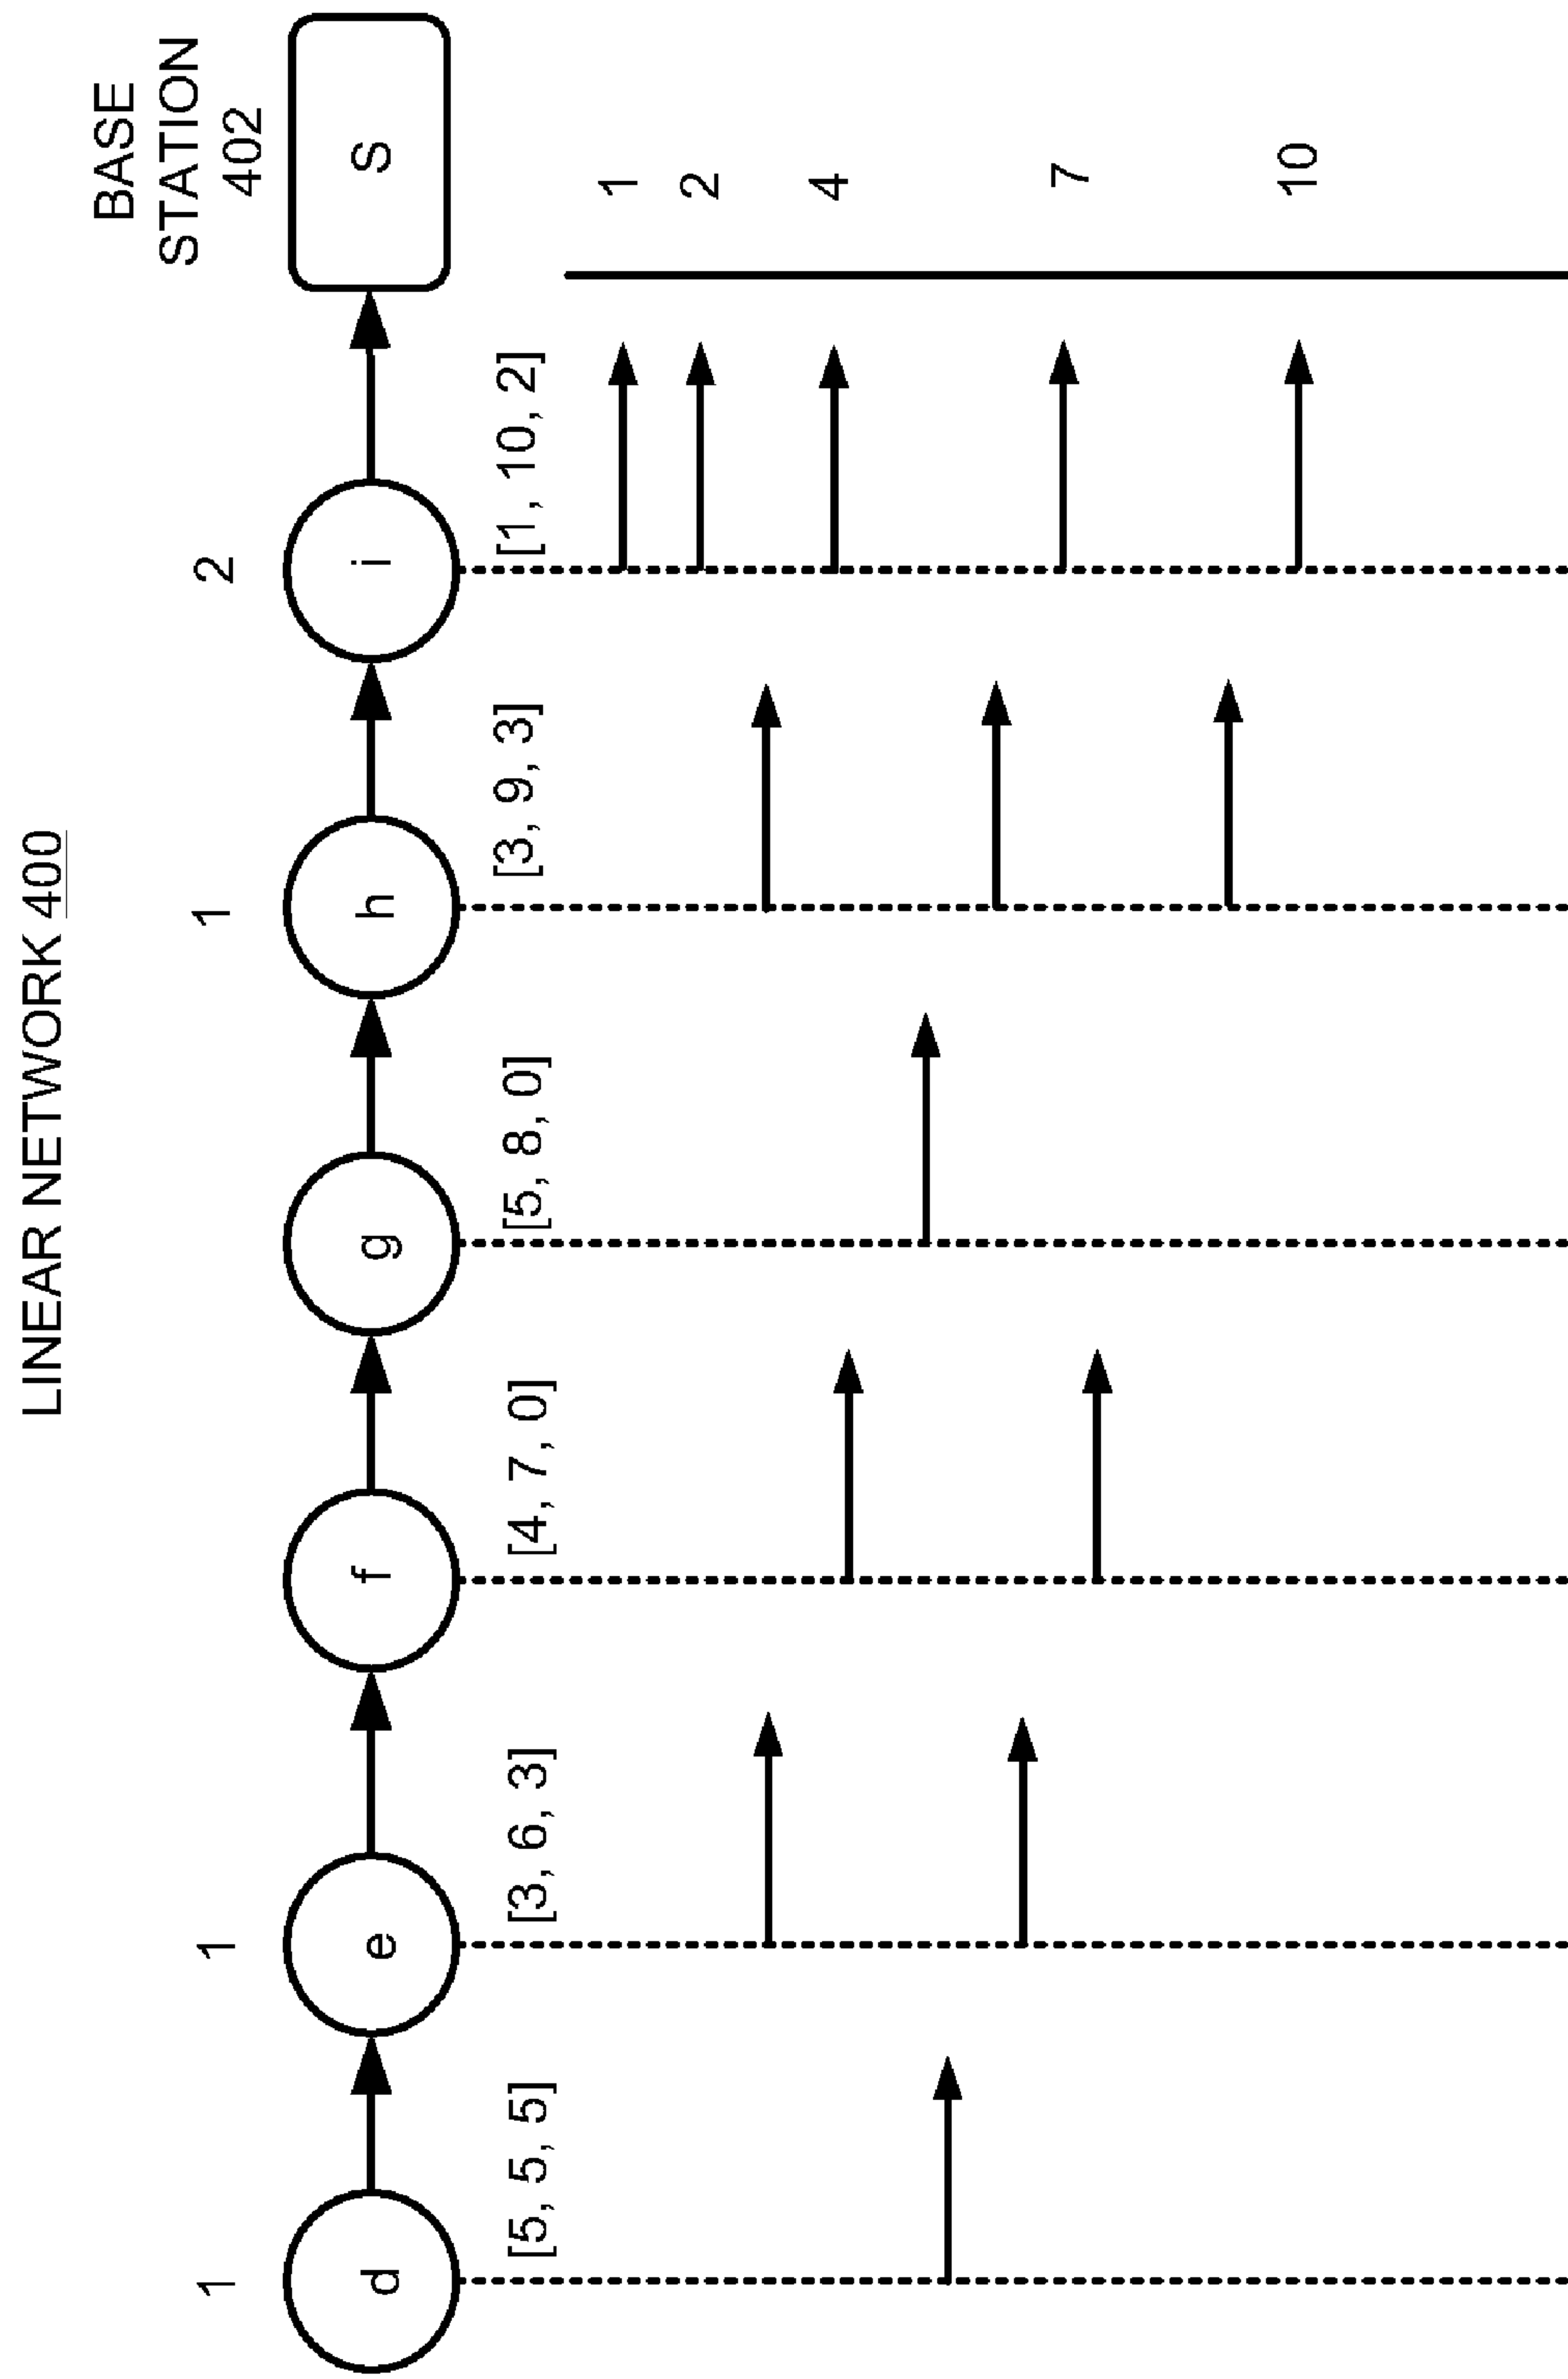 LINEAR NETWORK 400
BASE
STATION
402
1
1
1
2
d
e
f
g
h
i
S
[5, 5, 5]
[3, 6, 3]
[4, 7, 0]
[5, 8, 0]
[3, 9, 3]
[1, 10, 2]
1
2
4
7
10